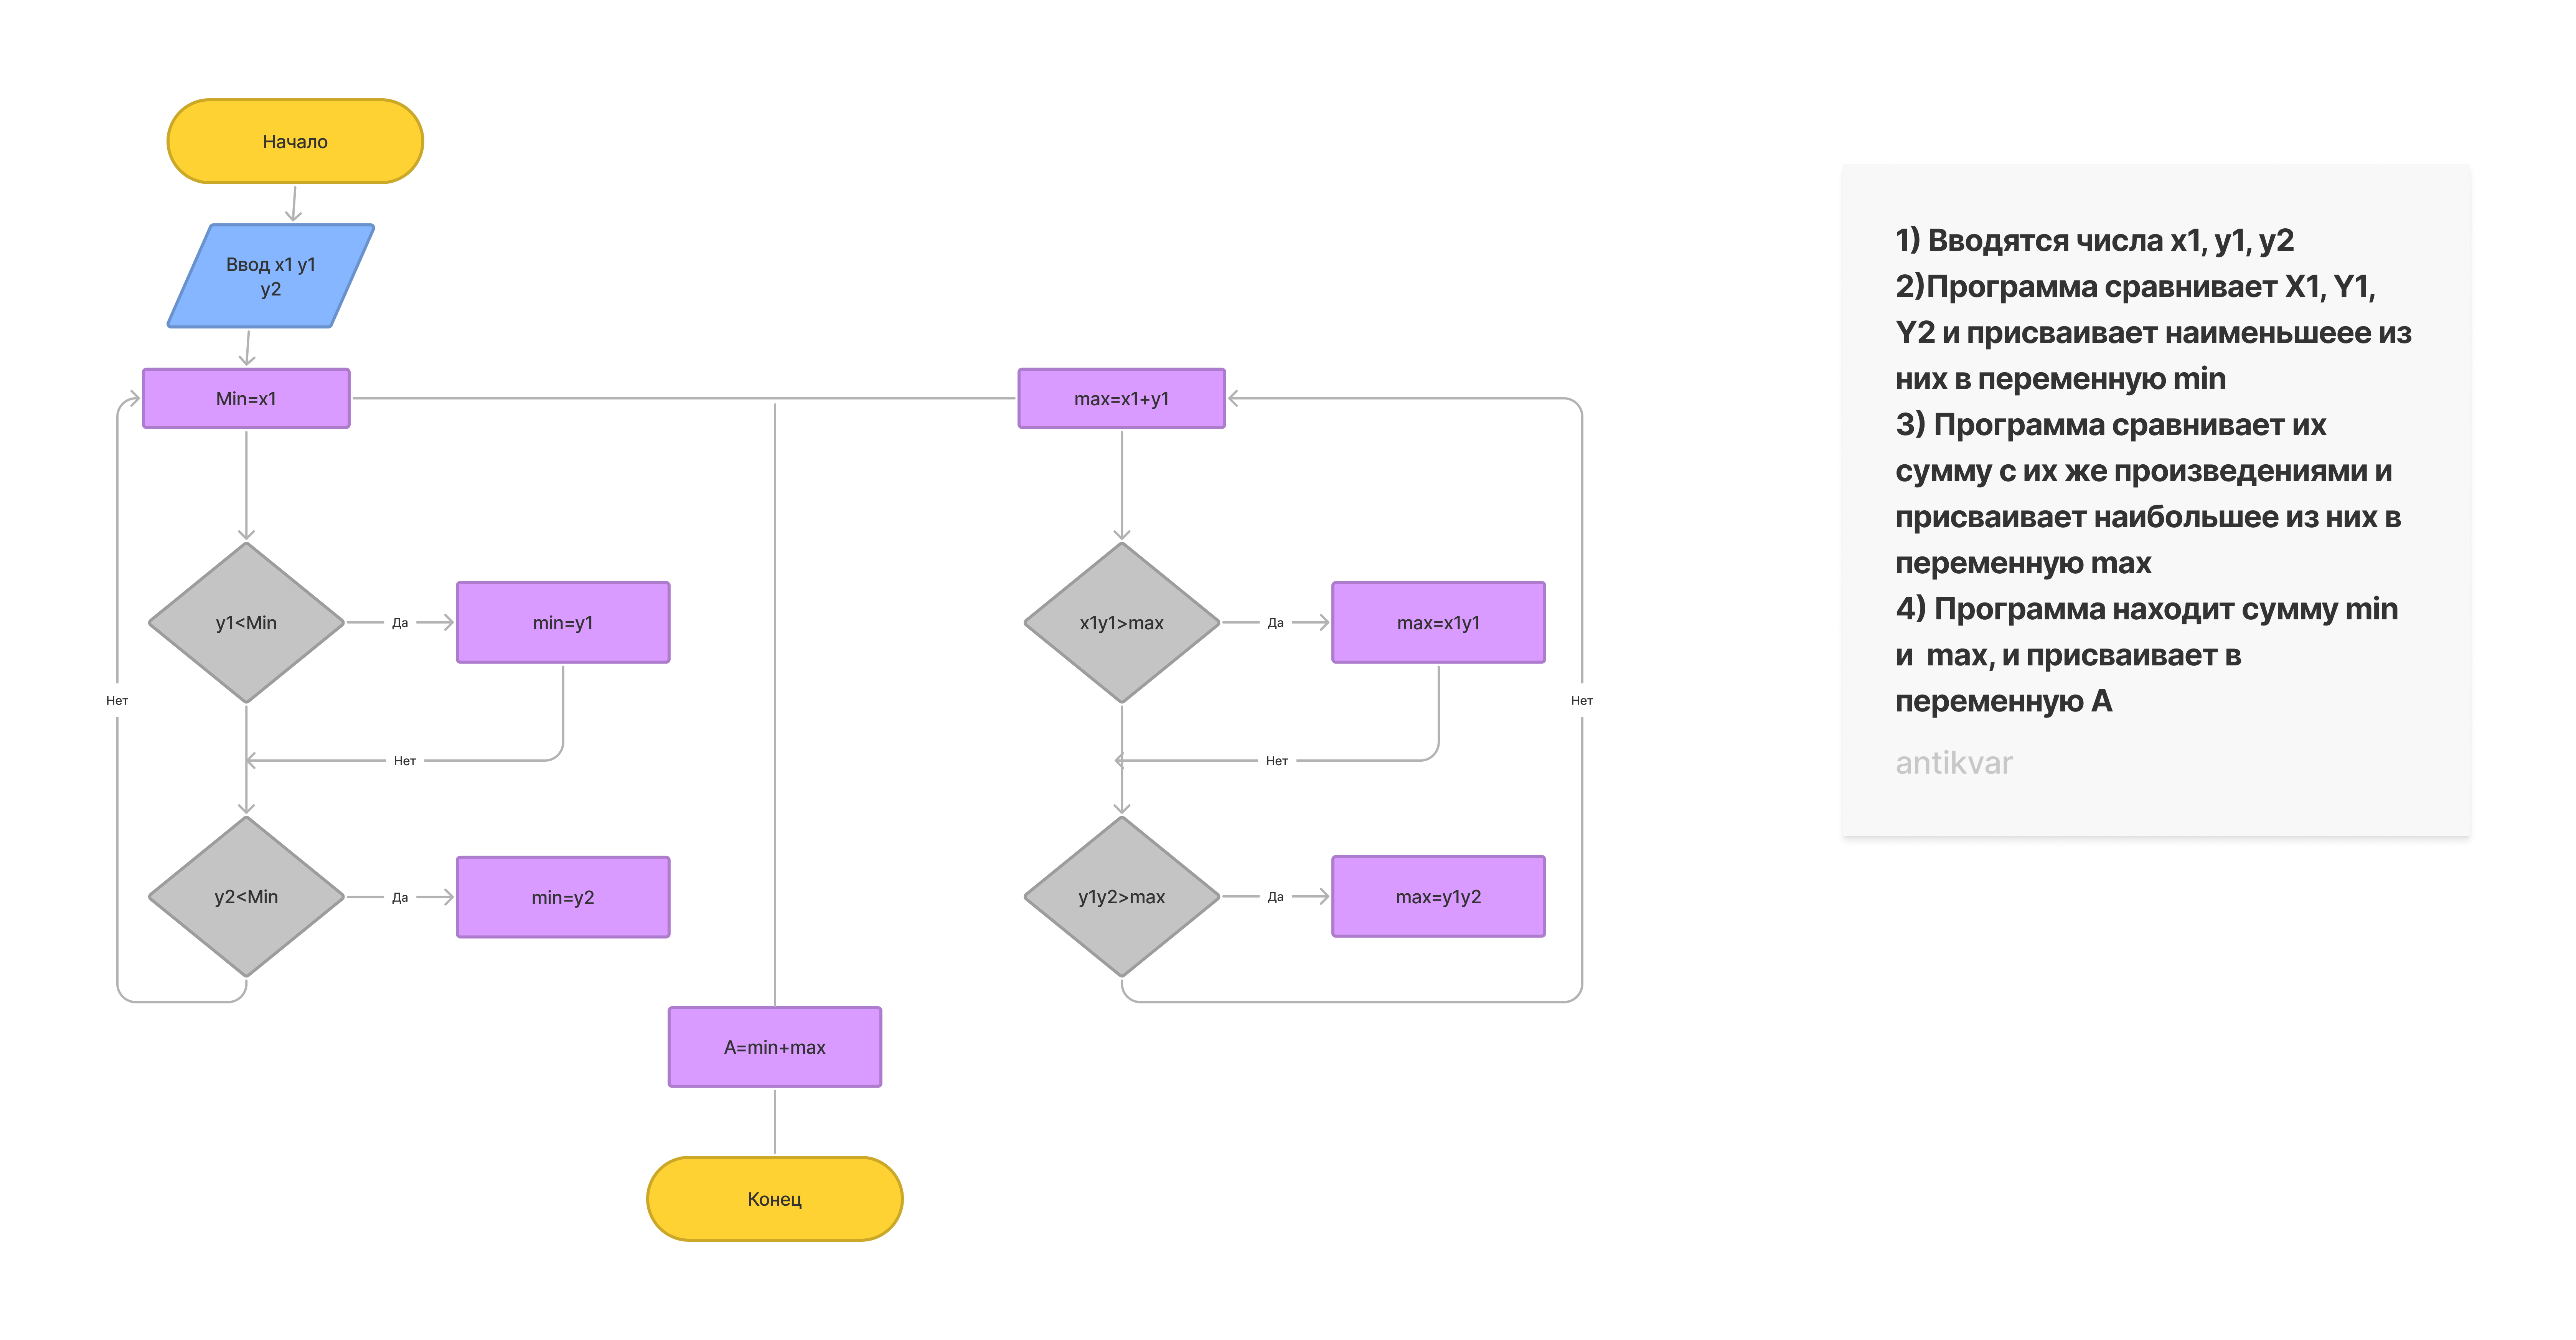 Начало
Ввод x1 y1
y2
Min=x1
max=x1+y1
y1<Min
Да
min=y1
x1y1>max
Да
max=x1y1
Нет
Нет
Нет
Нет
y2<Min
Да
min=y2
y1y2>max
Да
max=y1y2
A=min+max
Конец
1) Вводятся числа x1, y1, y2
2)Программа сравнивает X1, Y1,
Y2 и присваивает наименьшеее из
них в переменную min
3) Программа сравнивает их
сумму с их же произведениями и
присваивает наибольшее из них в
переменную max
4) Программа находит сумму min
и  max, и присваивает в
переменную A
antikvar